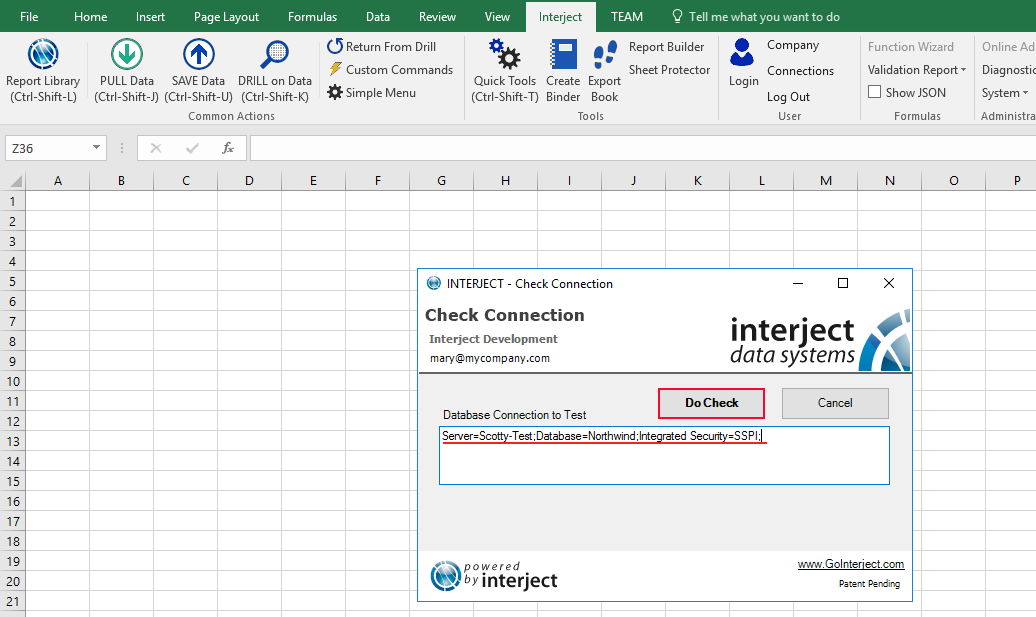 File Home Insert Page Layout Formulas Data Review View Interject TEAM Tell me what you want to do
Report Library
(Ctrl-Shift-L)
PULL Data
(Ctrl-Shift-J)
SAVE Data
(Ctrl-Shift-U)
DRILL on Data
(Ctrl-Shift-K)
Return From Drill
Custom Commands
Simple Menu
Common Actions
Quick Tools
(Ctrl-Shift-T)
Create
Binder
Export
Book
Report Builder
Sheet Protector
Tools
Login
Company
Connections
Log Out
User
Function Wizard
Validation Report
Show JSON
Formulas
Online Ad
Diagnostic
System
Administra
Z36 fx
A B C D E F G H I J K L M N O P
1
2
3
4
5
6
7
8
9
10
11
12
13
14
15
16
17
18
19
20
21
INTERJECT - Check Connection
Check Connection
Interject Development
mary@mycompany.com
interject
data systems
Do Check Cancel
Database Connection to Test
Server=Scotty-Test;Database=Northwind;Integrated Security=SSPI;
powered
by interject
www.GoInterject.com
Patent Pending